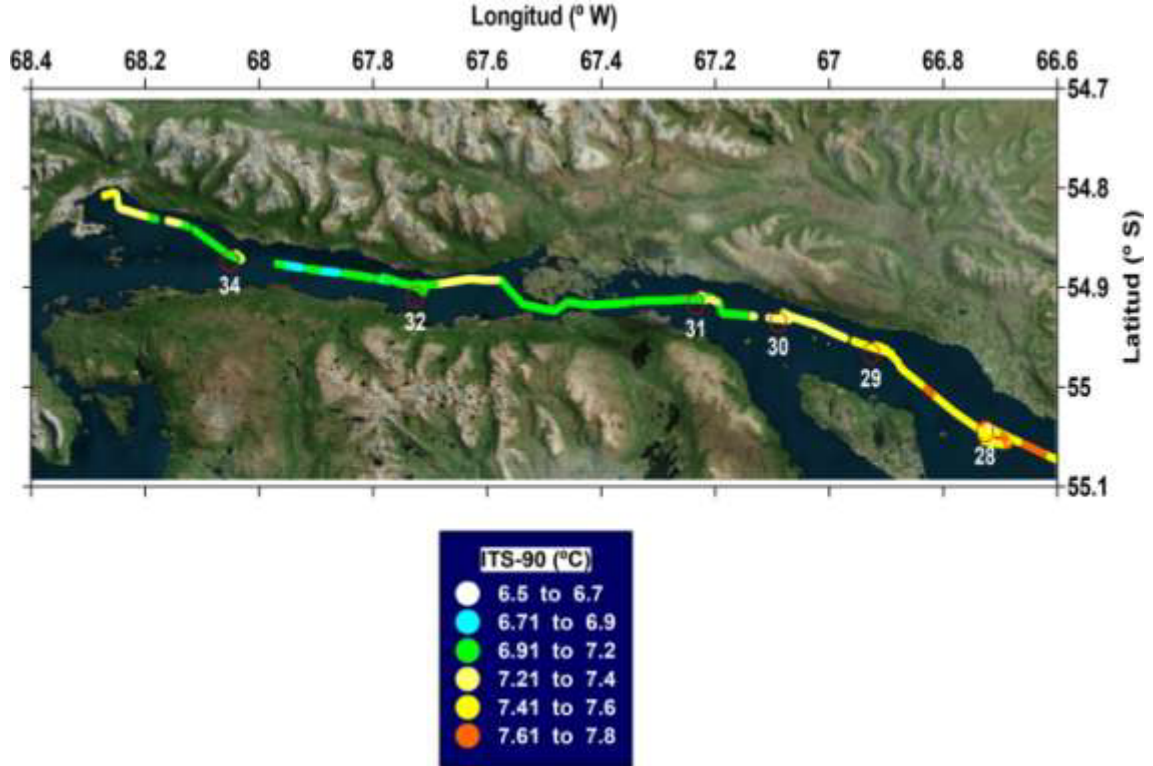 Longitud (º W)
68.4 68.2 68 67.8 67.6 67.4 67.2 67 66.8 66.6
54.7
54.8
54.9
55
55.1
Latitud (° S)
34
32
31
30
29
28
ITS-90 (ºC)
6.5 to 6.7
6.71 to 6.9
6.91 to 7.2
7.21 to 7.4
7.41 to 7.6
7.61 to 7.8